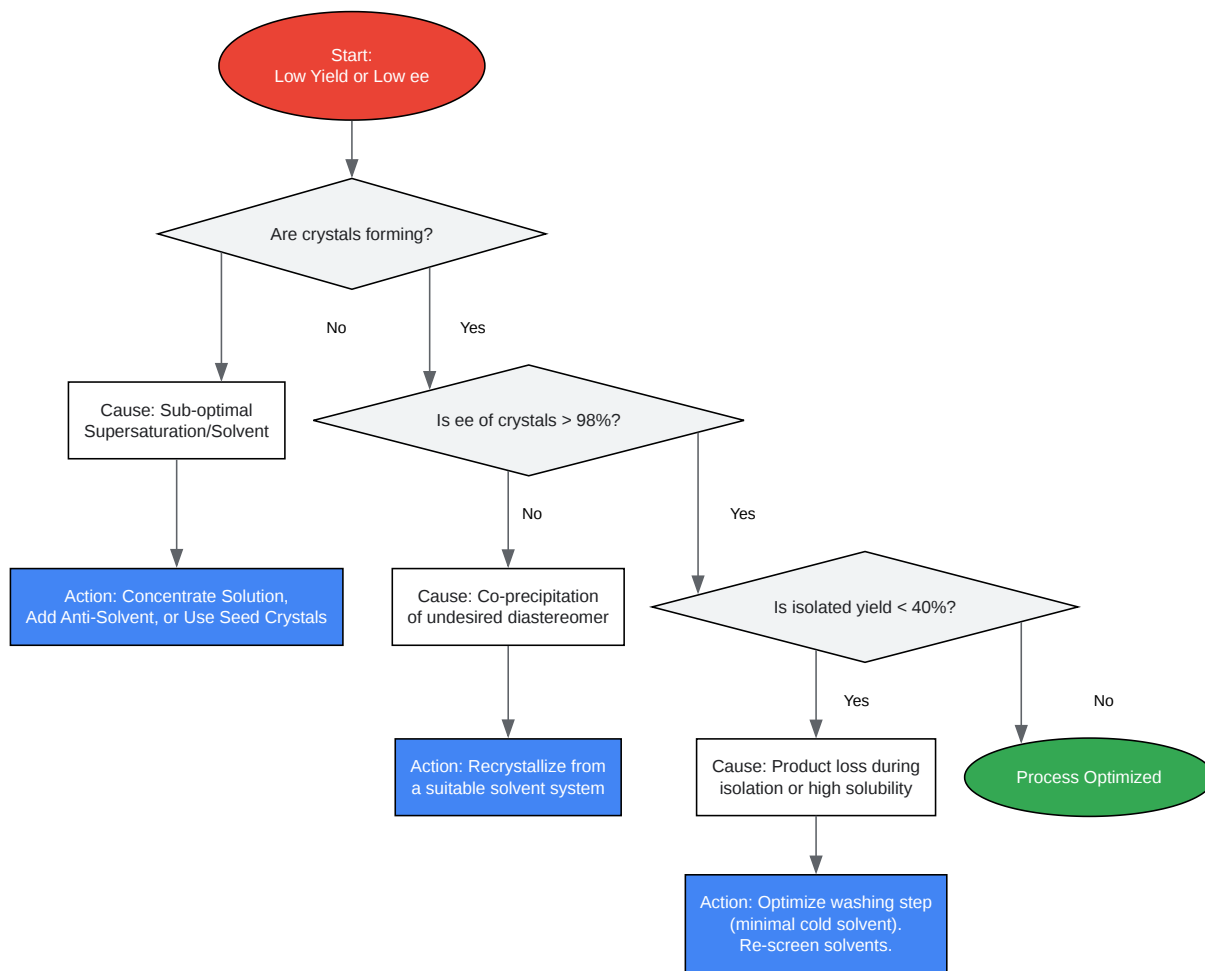 Start:
Low Yield or Low ee
Are crystals forming?
No
Yes
Cause: Sub-optimal
Supersaturation/Solvent
Is ee of crystals > 98%?
No
Yes
Action: Concentrate Solution,
Add Anti-Solvent, or Use Seed Crystals
Cause: Co-precipitation
of undesired diastereomer
Is isolated yield < 40%?
Yes
No
Action: Recrystallize from
a suitable solvent system
Cause: Product loss during
isolation or high solubility
Process Optimized
Action: Optimize washing step
(minimal cold solvent).
Re-screen solvents.